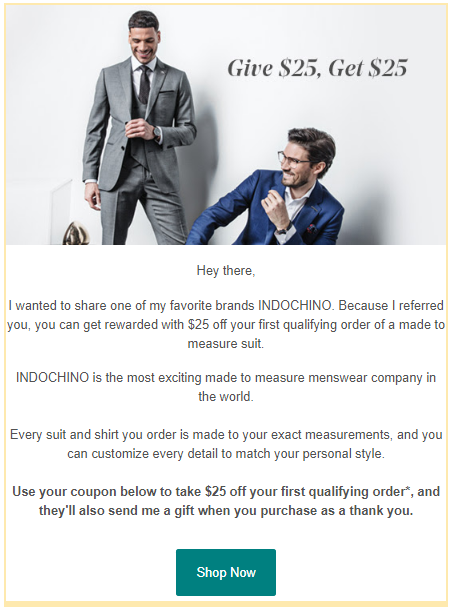 Give $25, Get $25
Hey there,
I wanted to share one of my favorite brands INDOCHINO. Because I referred
you, you can get rewarded with $25 off your first qualifying order of a made to
measure suit.
INDOCHINO is the most exciting made to measure menswear company in
the world.
Every suit and shirt you order is made to your exact measurements, and you
can customize every detail to match your personal style.
Use your coupon below to take $25 off your first qualifying order*, and
they'll also send me a gift when you purchase as a thank you.
Shop Now